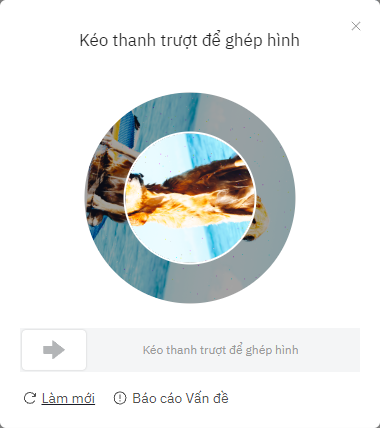 Kéo thanh trượt để ghép hình
Kéo thanh trượt để ghép hình
Làm mới
Báo cáo Vấn đề